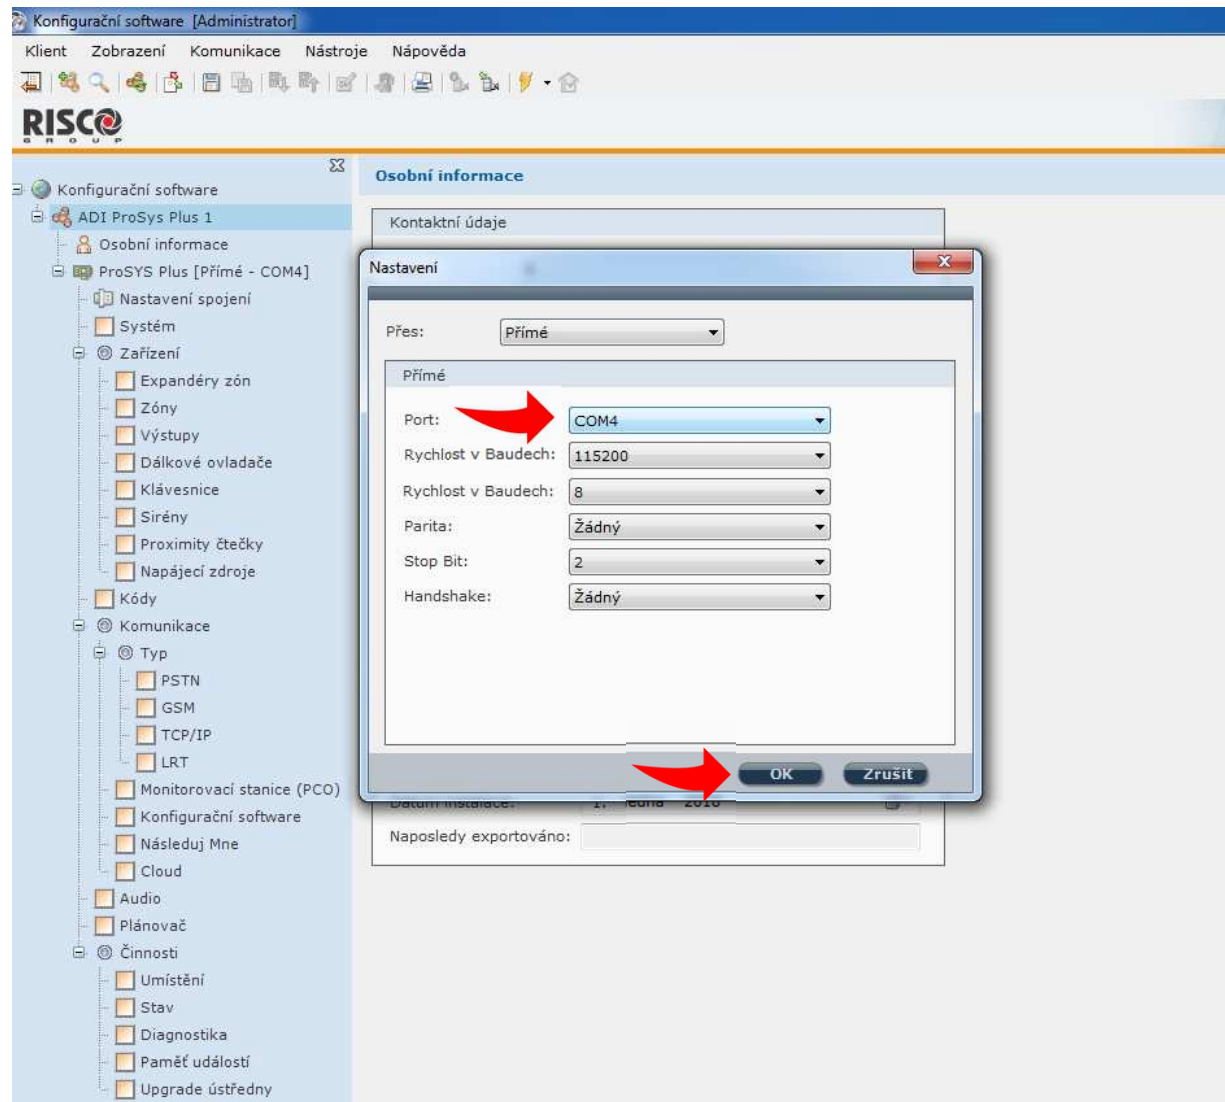 Konfigurační software [Administrator]
Klient Zobrazení Komunikace Nástroje Nápověda
RISCO
GROUP
Konfigurační software
ADI ProSys Plus 1
Osobní informace
ProSYS Plus [Přímé - COM4]
Nastavení spojení
Systém
Zařízení
Expandéry zón
Zóny
Výstupy
Dálkové ovladače
Klávesnice
Sirény
Proximity čtečky
Napájecí zdroje
Kódy
Komunikace
Typ
PSTN
GSM
TCP/IP
LRT
Monitorovací stanice (PCO)
Konfigurační software
Následuj Mne
Cloud
Audio
Plánovač
Činnosti
Umístění
Stav
Diagnostika
Paměť událostí
Upgrade ústředny
Osobní informace
Kontaktní údaje
Nastavení
Přes: Přímé
Přímé
Port: COM4
Rychlost v Baudech: 115200
Rychlost v Baudech: 8
Parita: Žádný
Stop Bit: 2
Handshake: Žádný
OK Zrušit
Datum instalace: 1. 2016
Naposledy exportováno: